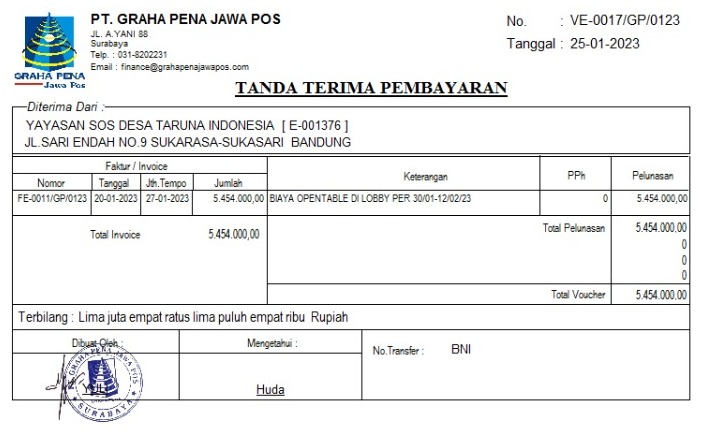 PT. GRAHA PENA JAWA POS
JL. A.YANI 88
Surabaya
Telp. : 031-8202231
Email : finance@grahapenajawapos.com
GRAHA PENA
Jawa Pos
No. : VE-0017/GP/0123
Tanggal : 25-01-2023
TANDA TERIMA PEMBAYARAN
Diterima Dari :
YAYASAN SOS DESA TARUNA INDONESIA [ E-001376 ]
JL.SARI ENDAH NO.9 SUKARASA-SUKASARI BANDUNG
Faktur / Invoice Keterangan PPh Pelunasan
Nomor Tanggal Jth.Tempo Jumlah
FE-0011/GP/0123 20-01-2023 27-01-2023 5.454.000,00 BIAYA OPENTABLE DI LOBBY PER 30/01-12/02/23 0 5.454.000,00
Total Invoice 5.454.000,00 Total Pelunasan 5.454.000,00
0
0
0
Total Voucher 5.454.000,00
Terbilang : Lima juta empat ratus lima puluh empat ribu Rupiah
Dibuat Oleh : Mengetahui : No.Transfer : BNI
GRAHA PENA JAWA POS
SURABAYA
Huda